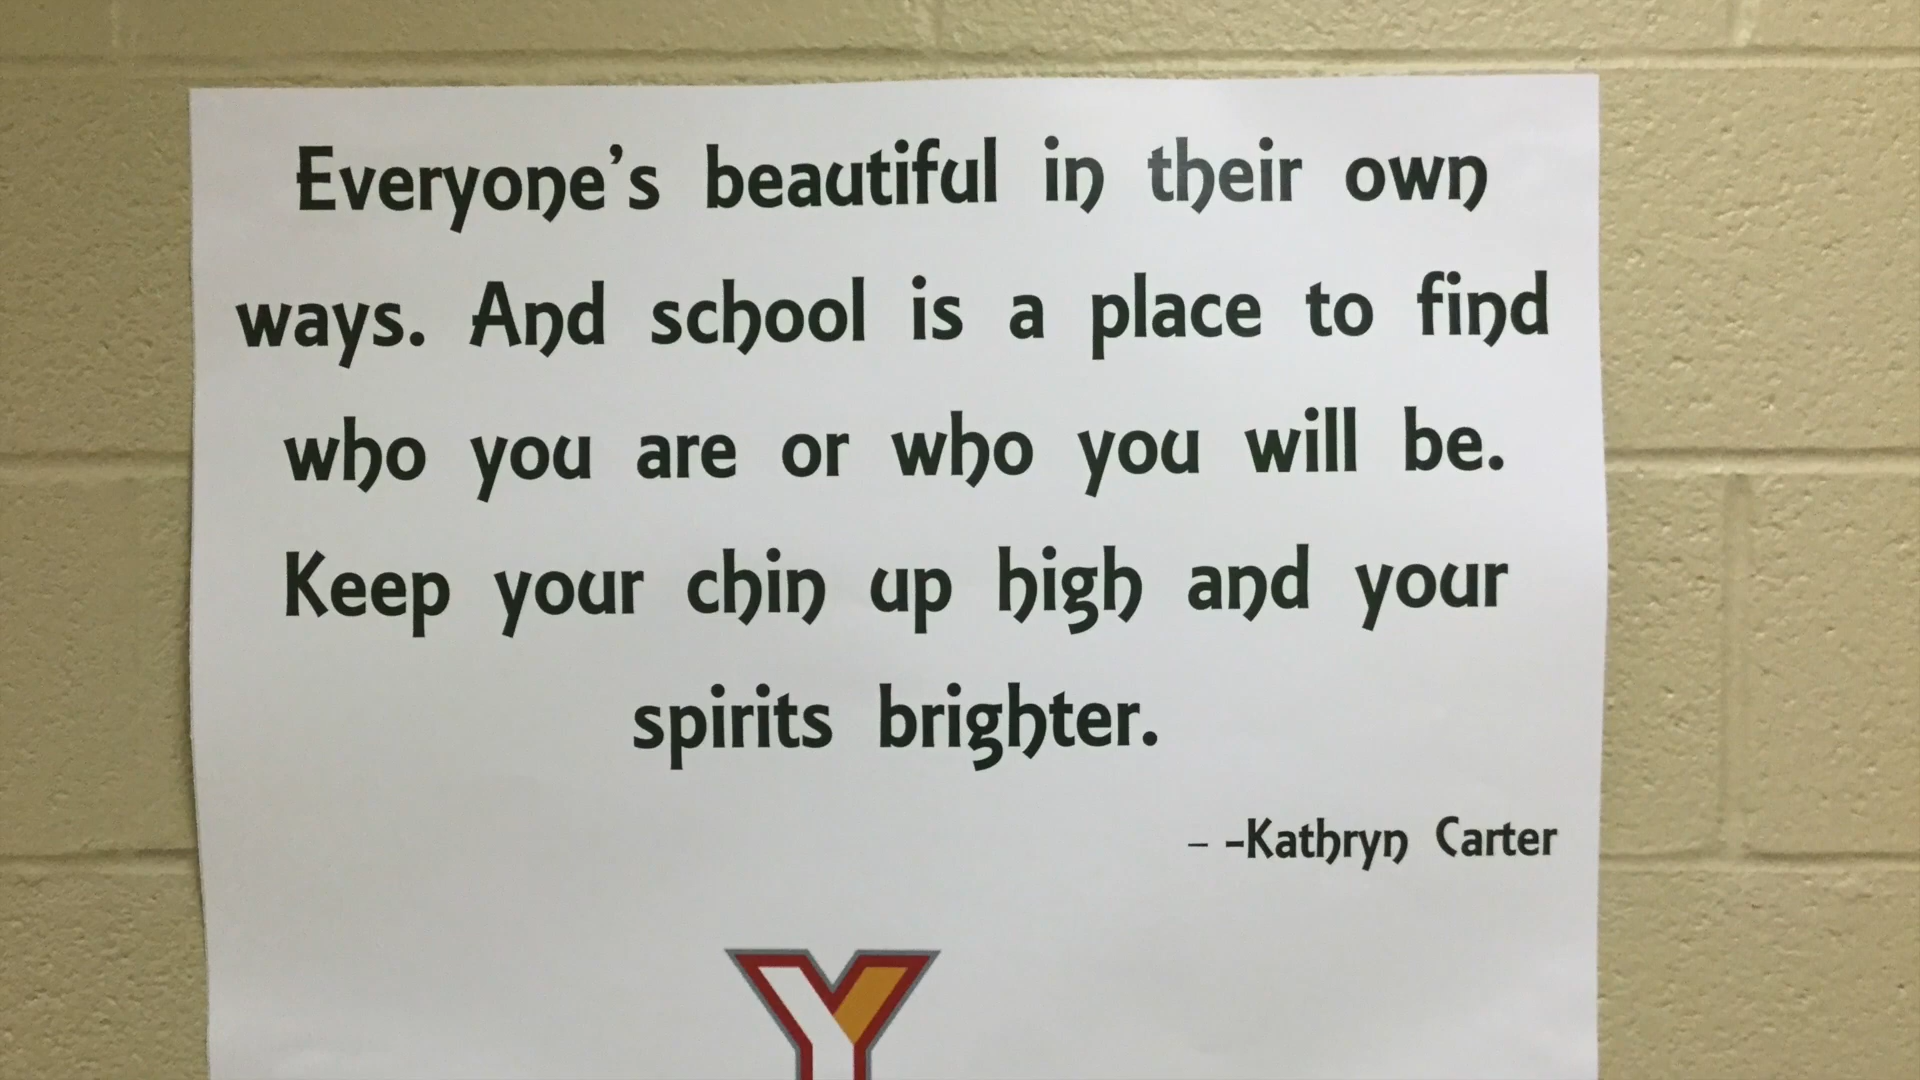 Everyone's beautiful in their own
ways. And school is a place to find
who you are or who you will be.
Keep your chin up high and your
spirits brighter.
- -Kathryn Carter
Y